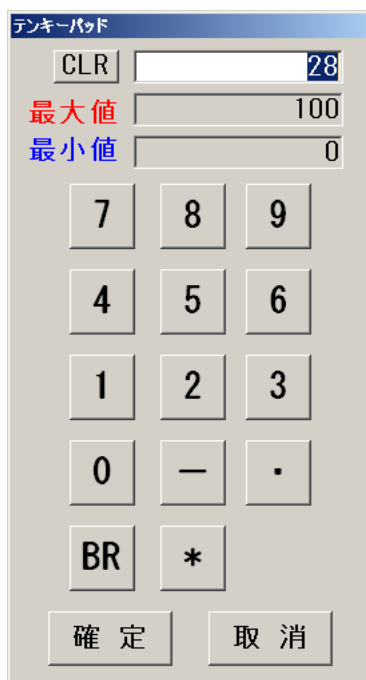 テンキーパッド
CLR 28
最大値 100
最小値 0
7 8 9
4 5 6
1 2 3
0 − ・
BR *
確 定 取 消